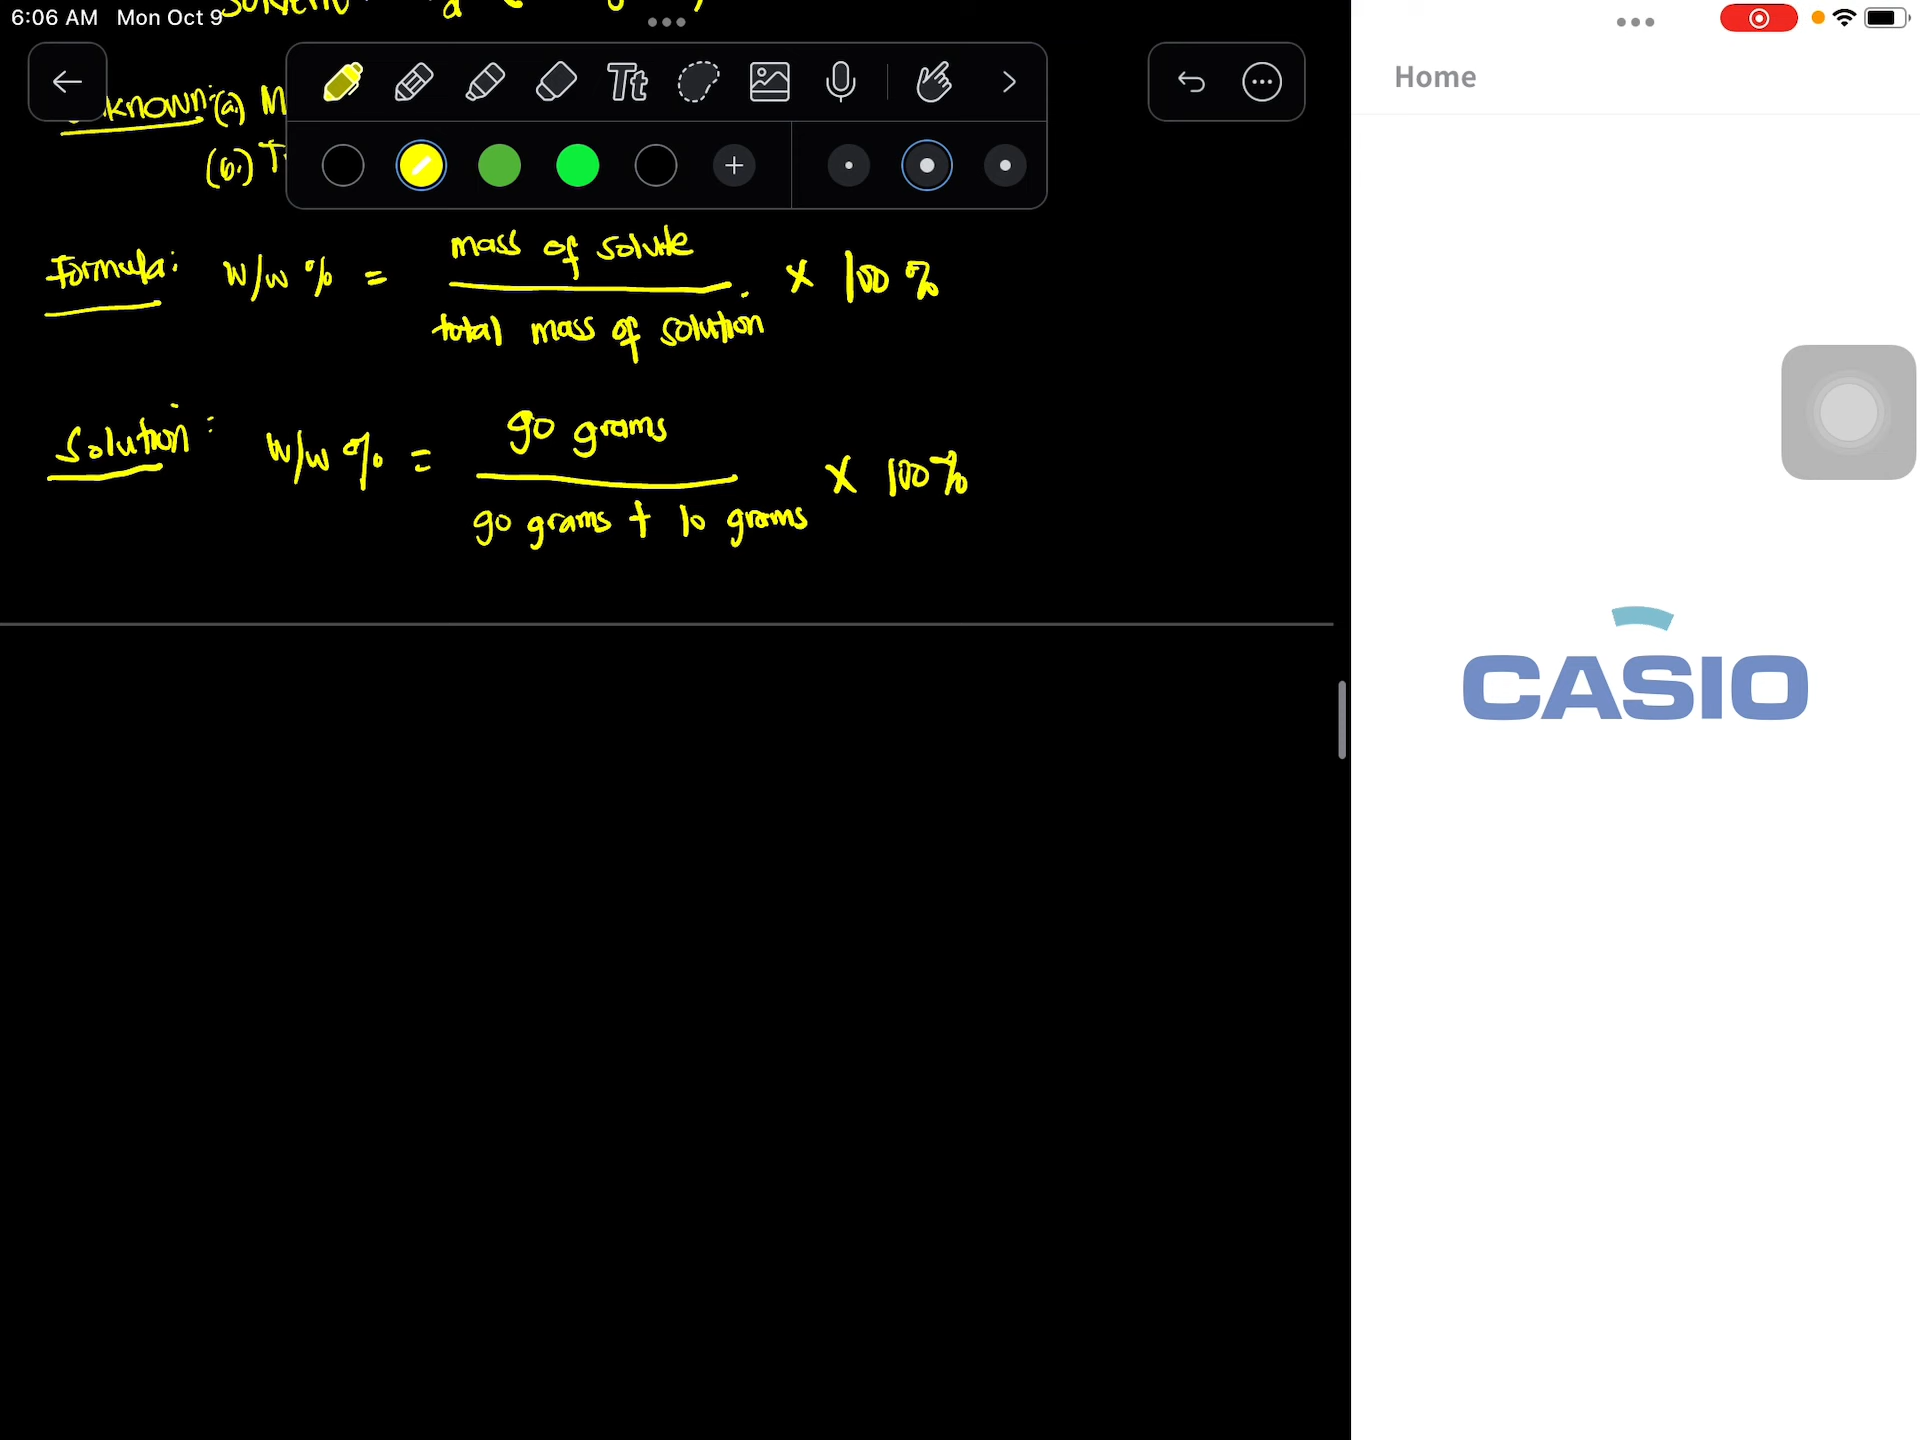 6:06 AM Mon Oct 9
Home
known: (a.) M
(b.) T
Tt
Formula: W/W % = mass of solute / total mass of solution × 100 %
Solution: W/W % = 90 grams / 90 grams + 10 grams × 100%
CASIO